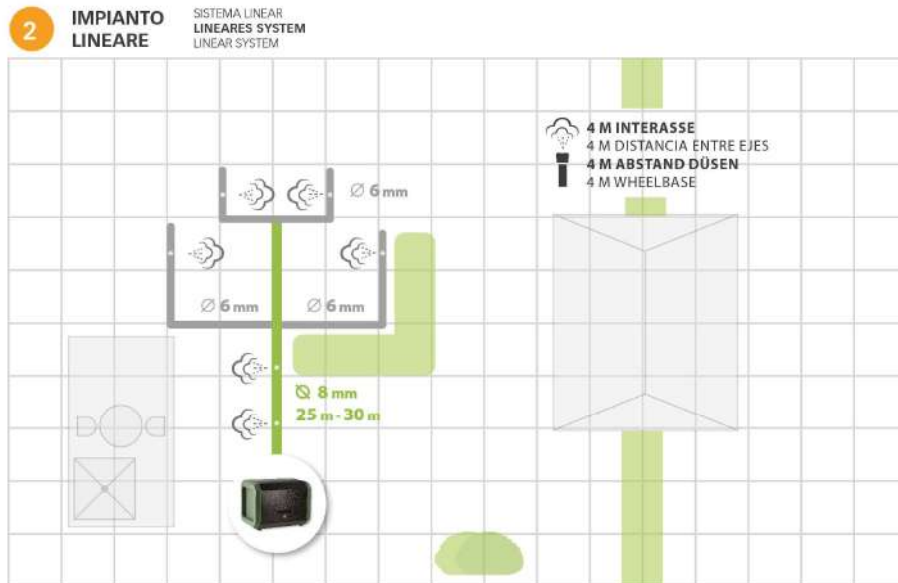 2
IMPIANTO
LINEARE
SISTEMA LINEAR
LINEARES SYSTEM
LINEAR SYSTEM
4 M INTERASSE
4 M DISTANCIA ENTRE EJES
4 M ABSTAND DÜSEN
4 M WHEELBASE
Ø 6 mm
Ø 6 mm
Ø 6 mm
Ø 8 mm
25 m - 30 m